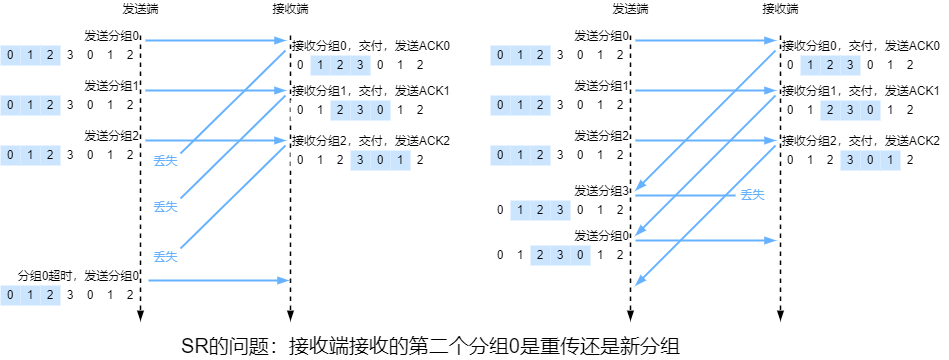 发送端
接收端
发送分组0
0 1 2 3 0 1 2
接收分组0，交付，发送ACK0
0 1 2 3 0 1 2
发送分组1
0 1 2 3 0 1 2
接收分组1，交付，发送ACK1
0 1 2 3 0 1 2
发送分组2
0 1 2 3 0 1 2
接收分组2，交付，发送ACK2
0 1 2 3 0 1 2
丢失
丢失
丢失
分组0超时，发送分组0
0 1 2 3 0 1 2
发送端
接收端
发送分组0
0 1 2 3 0 1 2
接收分组0，交付，发送ACK0
0 1 2 3 0 1 2
发送分组1
0 1 2 3 0 1 2
接收分组1，交付，发送ACK1
0 1 2 3 0 1 2
发送分组2
0 1 2 3 0 1 2
接收分组2，交付，发送ACK2
0 1 2 3 0 1 2
发送分组3
丢失
0 1 2 3 0 1 2
发送分组0
0 1 2 3 0 1 2
SR的问题：接收端接收的第二个分组0是重传还是新分组